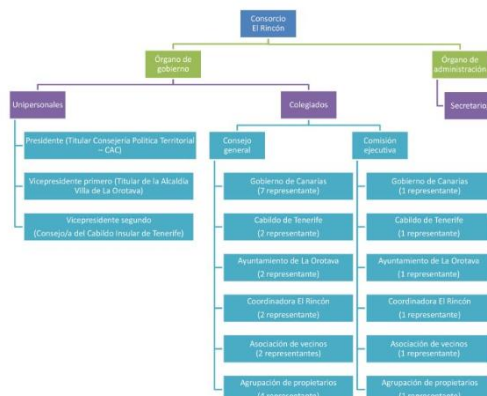 Consorcio
El Rincón
Órgano de
gobierno
Órgano de
administración
Unipersonales
Colegiados
Secretario
Presidente (Titular Consejería Política Territorial
– CAC)
Vicepresidente primero (Titular de la Alcaldía
Villa de La Orotava)
Vicepresidente segundo
(Consejo/a del Cabildo Insular de Tenerife)
Consejo
general
Gobierno de Canarias
(7 representante)
Cabildo de Tenerife
(2 representante)
Ayuntamiento de La Orotava
(2 representante)
Coordinadora El Rincón
(2 representante)
Asociación de vecinos
(2 representantes)
Agrupación de propietarios
Comisión
ejecutiva
Gobierno de Canarias
(1 representante)
Cabildo de Tenerife
(1 representante)
Ayuntamiento de La Orotava
(1 representante)
Coordinadora El Rincón
(1 representante)
Asociación de vecinos
(1 representante)
Agrupación de propietarios